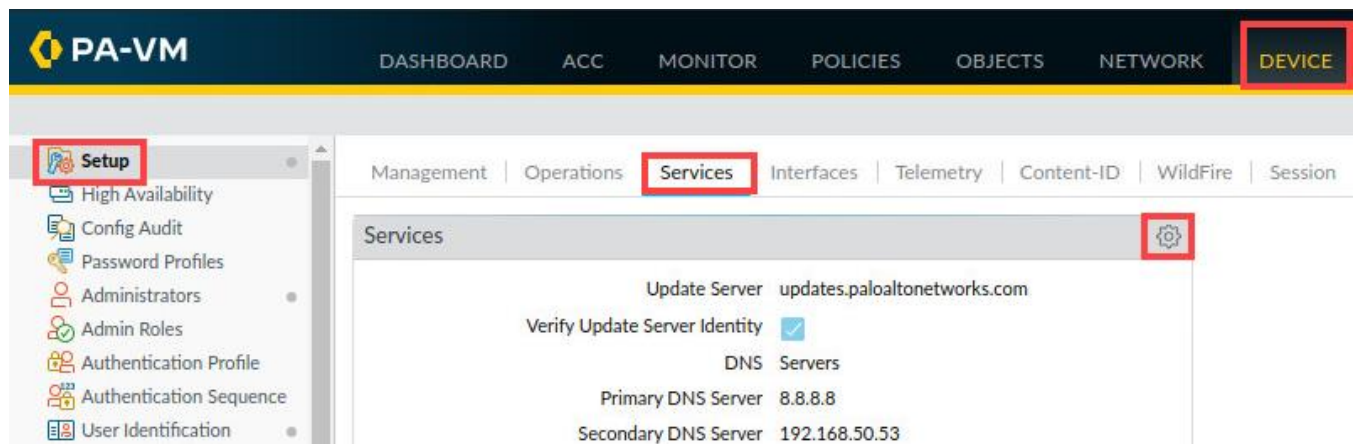 PA-VM
DASHBOARD ACC MONITOR POLICIES OBJECTS NETWORK DEVICE
Setup
High Availability
Config Audit
Password Profiles
Administrators
Admin Roles
Authentication Profile
Authentication Sequence
User Identification
Management | Operations Services Interfaces | Telemetry | Content-ID | WildFire | Session
Services
Update Server updates.paloaltonetworks.com
Verify Update Server Identity
DNS Servers
Primary DNS Server 8.8.8.8
Secondary DNS Server 192.168.50.53